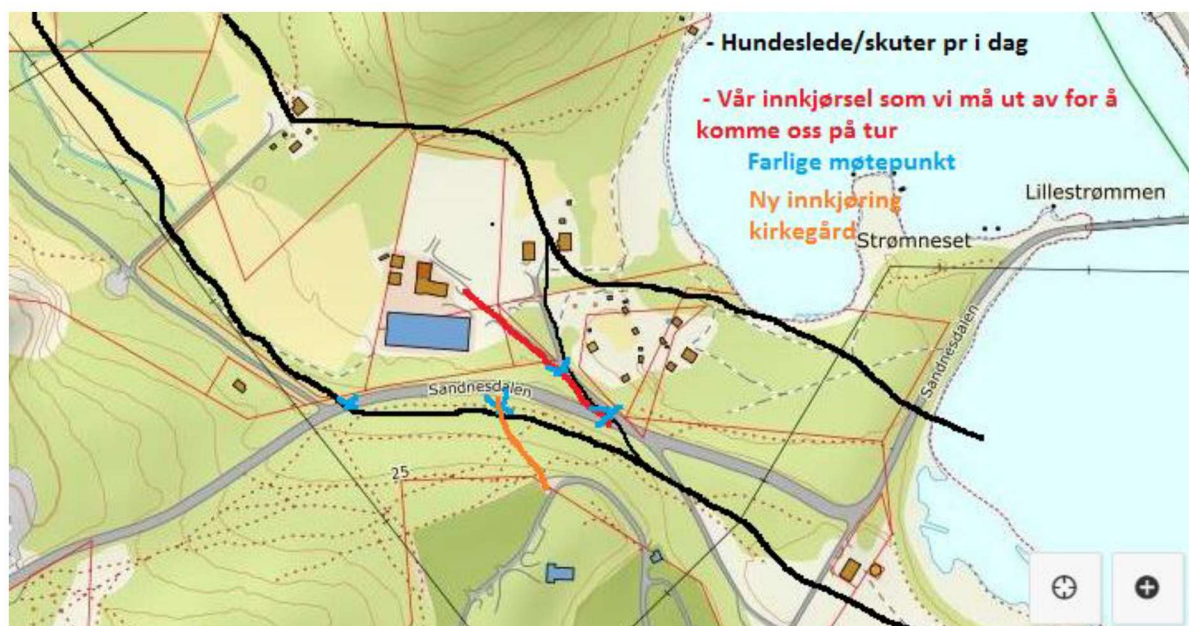 - Hundeslede/skuter pr i dag
- Vår innkjørsel som vi må ut av for å
komme oss på tur
Farlige møtepunkt
Ny innkjøring
kirkegård
Lillestrømmen
Strømneset
Sandnesdalen
Sandnesdalen
25